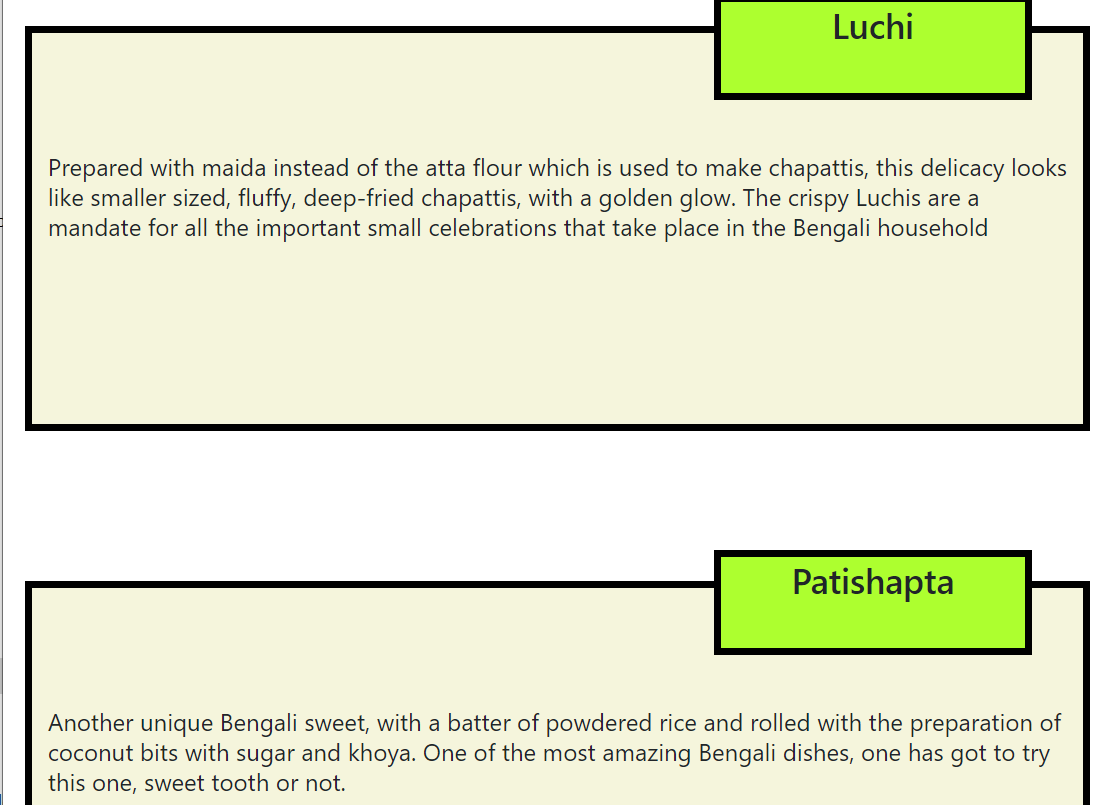 Luchi
Prepared with maida instead of the atta flour which is used to make chapattis, this delicacy looks
like smaller sized, fluffy, deep-fried chapattis, with a golden glow. The crispy Luchis are a
mandate for all the important small celebrations that take place in the Bengali household
Patishapta
Another unique Bengali sweet, with a batter of powdered rice and rolled with the preparation of
coconut bits with sugar and khoya. One of the most amazing Bengali dishes, one has got to try
this one, sweet tooth or not.